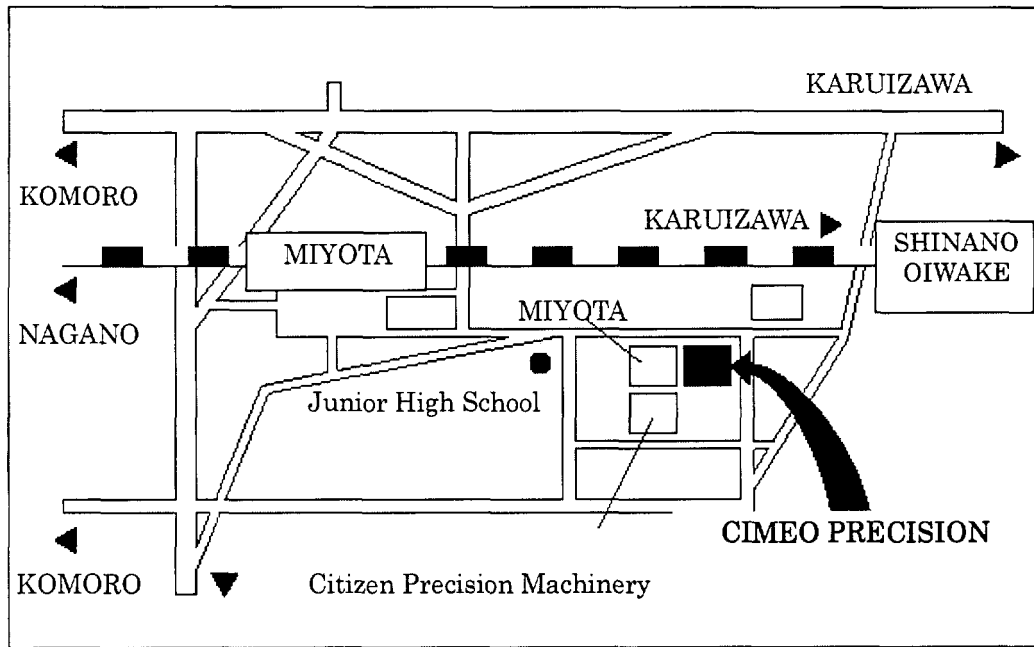 KARUIZAWA
KOMORO
KARUIZAWA
MIYOTA
SHINANO
OIWAKE
NAGANO
MIYOTA
Junior High School
CIMEO PRECISION
KOMORO
Citizen Precision Machinery